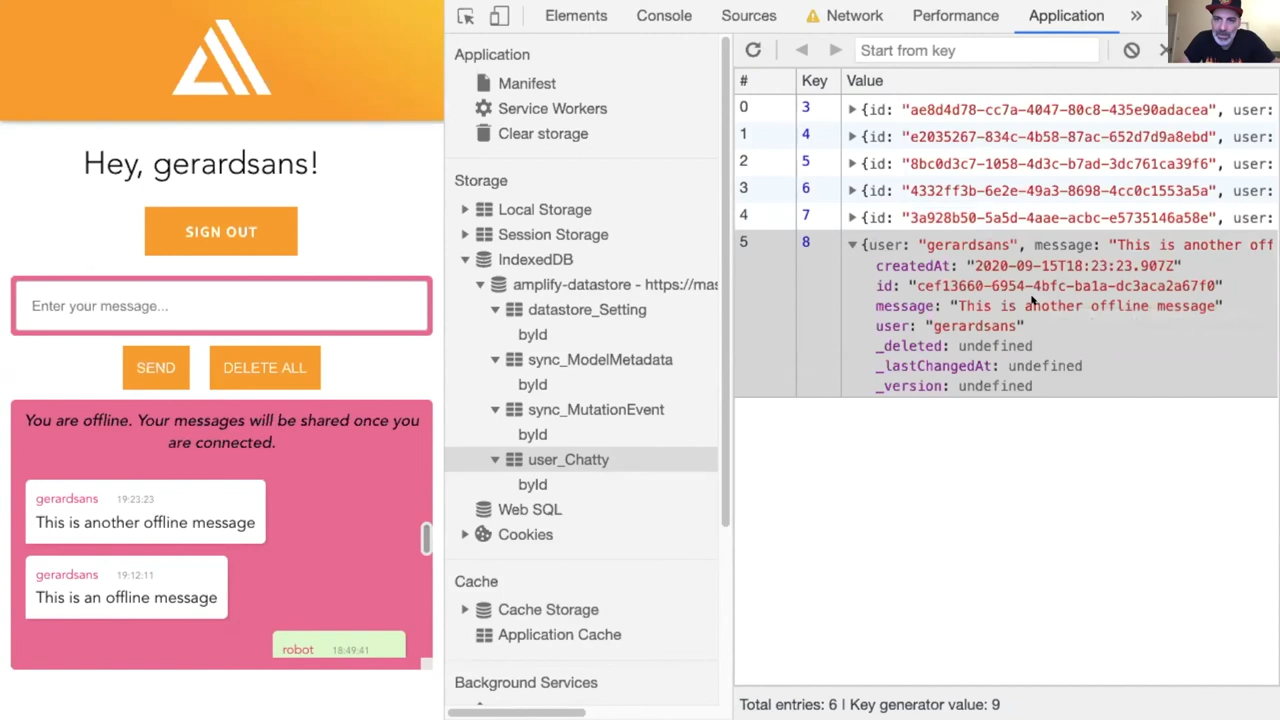 Hey, gerardsans!
SIGN OUT
Enter your message...
SEND
DELETE ALL
You are offline. Your messages will be shared once you
are connected.
gerardsans 19:23:23
This is another offline message
gerardsans 19:12:11
This is an offline message
robot 18:49:41
Elements Console Sources Network Performance Application »
Application
Manifest
Service Workers
Clear storage
Storage
Local Storage
Session Storage
IndexedDB
amplify-datastore - https://mas
datastore_Setting
byId
sync_ModelMetadata
byId
sync_MutationEvent
byId
user_Chatty
byId
Web SQL
Cookies
Cache
Cache Storage
Application Cache
Background Services
Start from key
# Key Value
0 3 {id: "ae8d4d78-cc7a-4047-80c8-435e90adacea", user:
1 4 {id: "e2035267-834c-4b58-87ac-652d7d9a8ebd", user:
2 5 {id: "8bc0d3c7-1058-4d3c-b7ad-3dc761ca39f6", user:
3 6 {id: "4332ff3b-6e2e-49a3-8698-4cc0c1553a5a", user:
4 7 {id: "3a928b50-5a5d-4aae-acbc-e5735146a58e", user:
5 8 {user: "gerardsans", message: "This is another off
createdAt: "2020-09-15T18:23:23.907Z"
id: "cef13660-6954-4bfc-ba1a-dc3aca2a67f0"
message: "This is another offline message"
user: "gerardsans"
_deleted: undefined
_lastChangedAt: undefined
_version: undefined
Total entries: 6 | Key generator value: 9